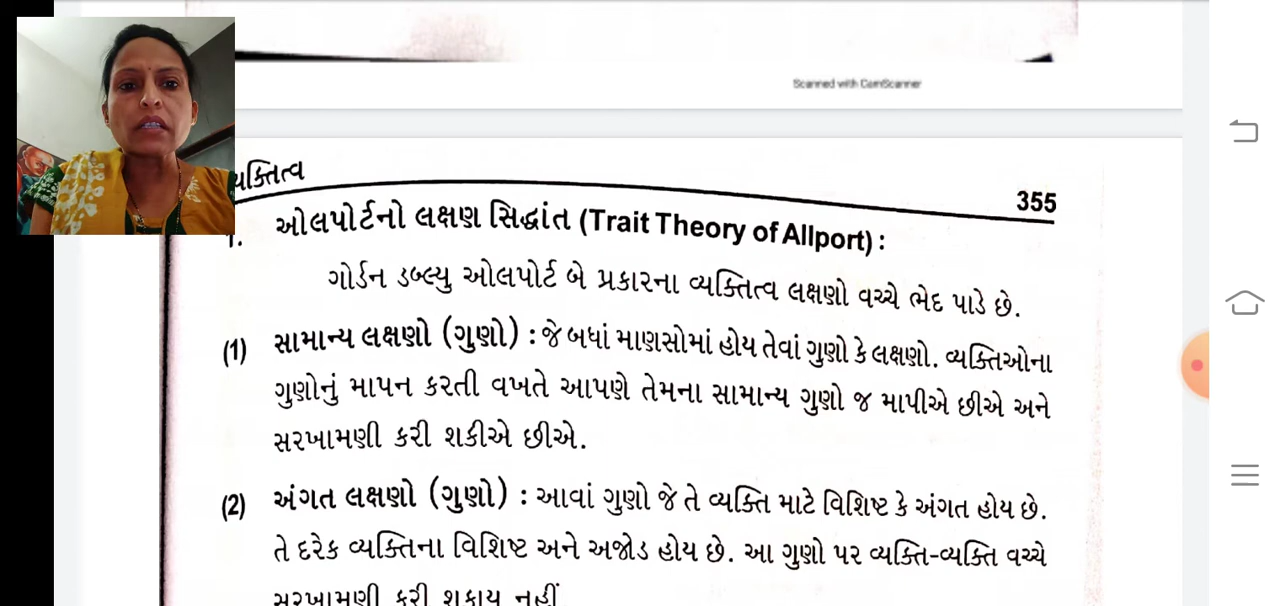 Scanned with CamScanner
યક્તિત્વ
355
1. ઓલપોર્ટનો લક્ષણ સિદ્ધાંત (Trait Theory of Allport) :
ગોર્ડન ડબ્લ્યુ ઓલપોર્ટ બે પ્રકારના વ્યક્તિત્વ લક્ષણો વચ્ચે ભેદ પાડે છે.
(1) સામાન્ય લક્ષણો (ગુણો) : જે બધાં માણસોમાં હોય તેવાં ગુણો કે લક્ષણો. વ્યક્તિઓના
ગુણોનું માપન કરતી વખતે આપણે તેમના સામાન્ય ગુણો જ માપીએ છીએ અને
સરખામણી કરી શકીએ છીએ.
(2) અંગત લક્ષણો (ગુણો) : આવાં ગુણો જે તે વ્યક્તિ માટે વિશિષ્ટ કે અંગત હોય છે.
તે દરેક વ્યક્તિના વિશિષ્ટ અને અજોડ હોય છે. આ ગુણો પર વ્યક્તિ-વ્યક્તિ વચ્ચે
સરખામણી કરી શકાય નહીં.